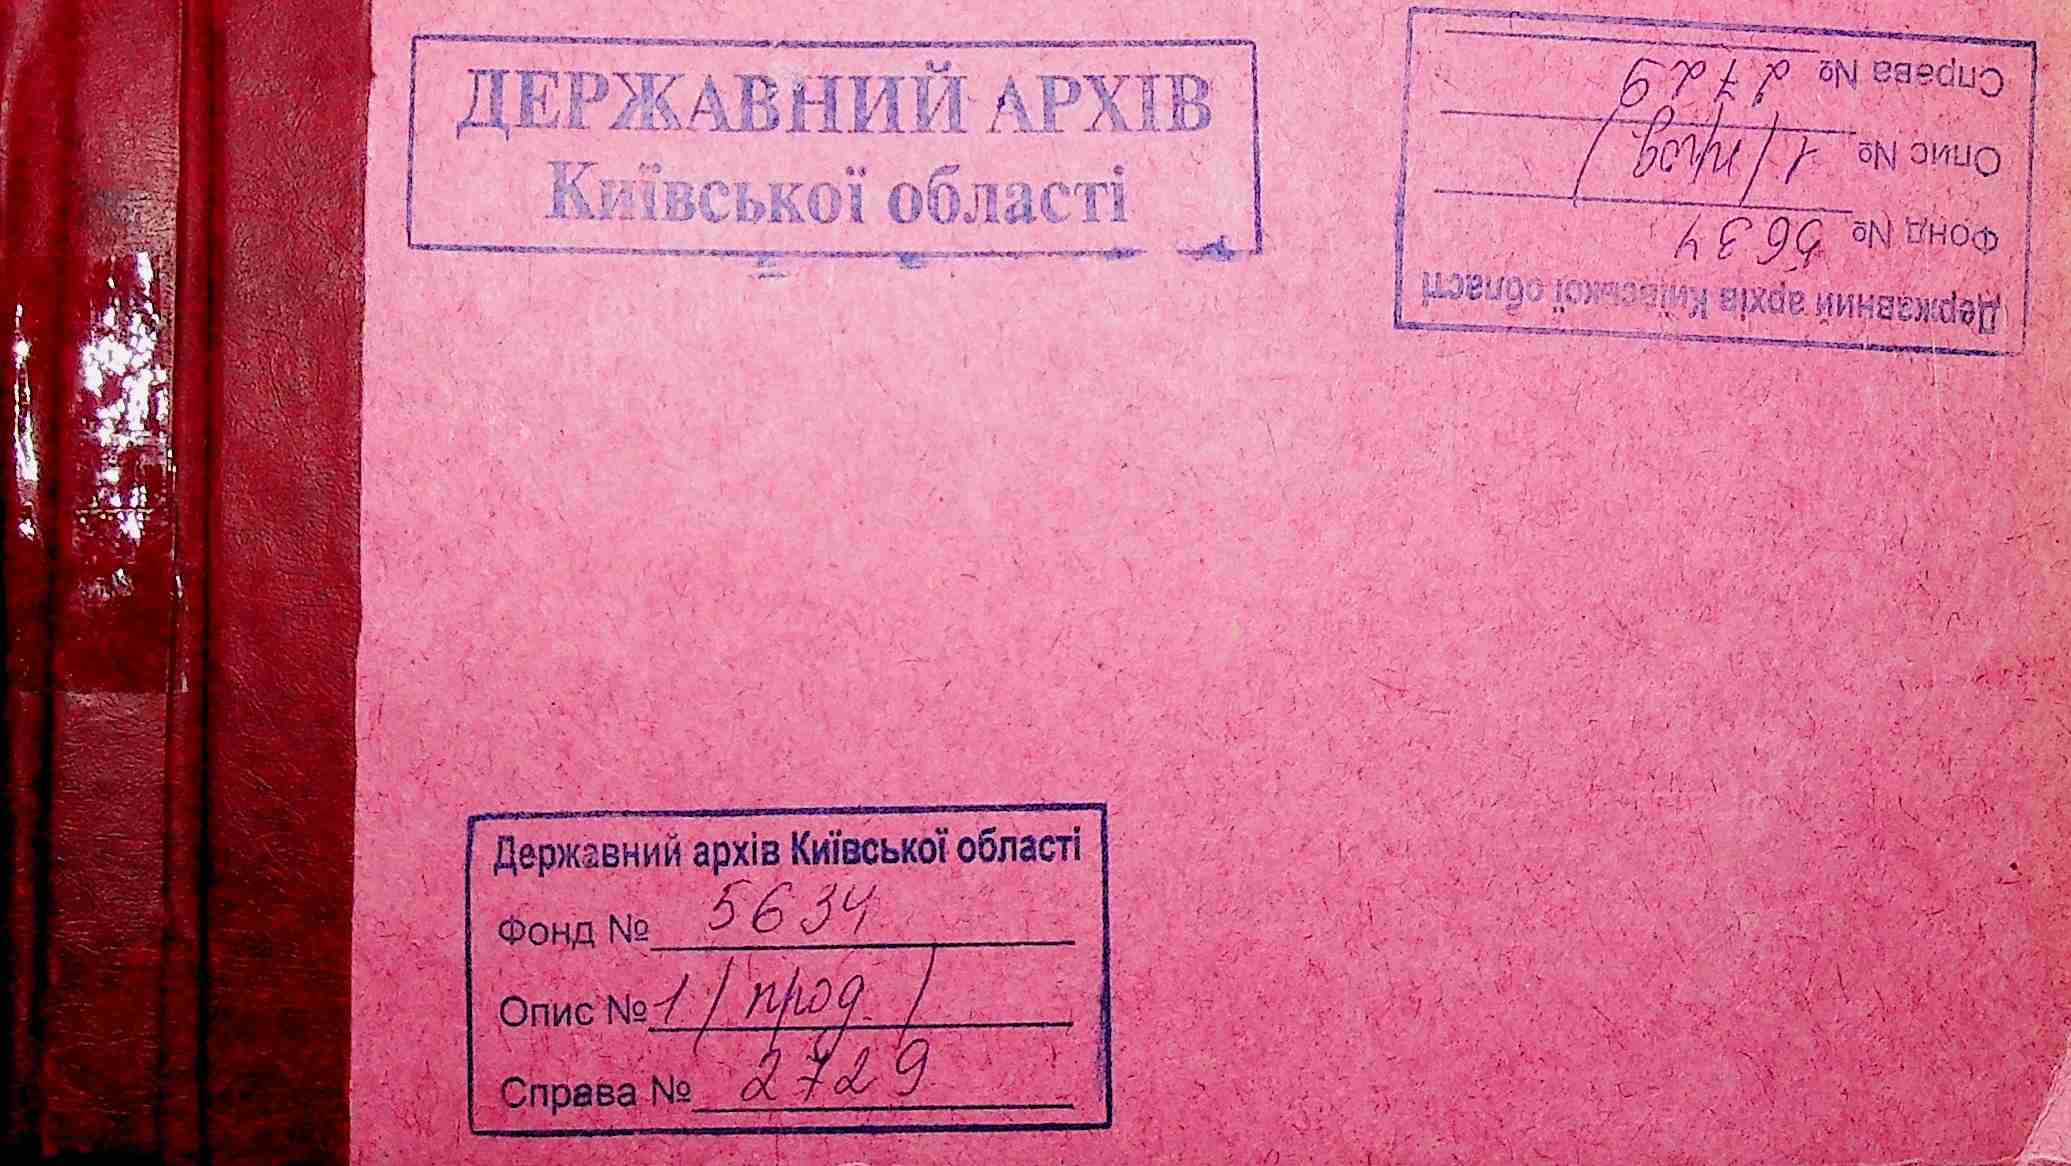 ДЕРЖАВНИЙ АРХІВ
Київської області
Державний архів Київської області
Фонд № 5634
Опис № 1 /прод/
Справа № 2729
Державний архів Київської області
Фонд № 5634
Опис № 1 /прод./
Справа № 2729